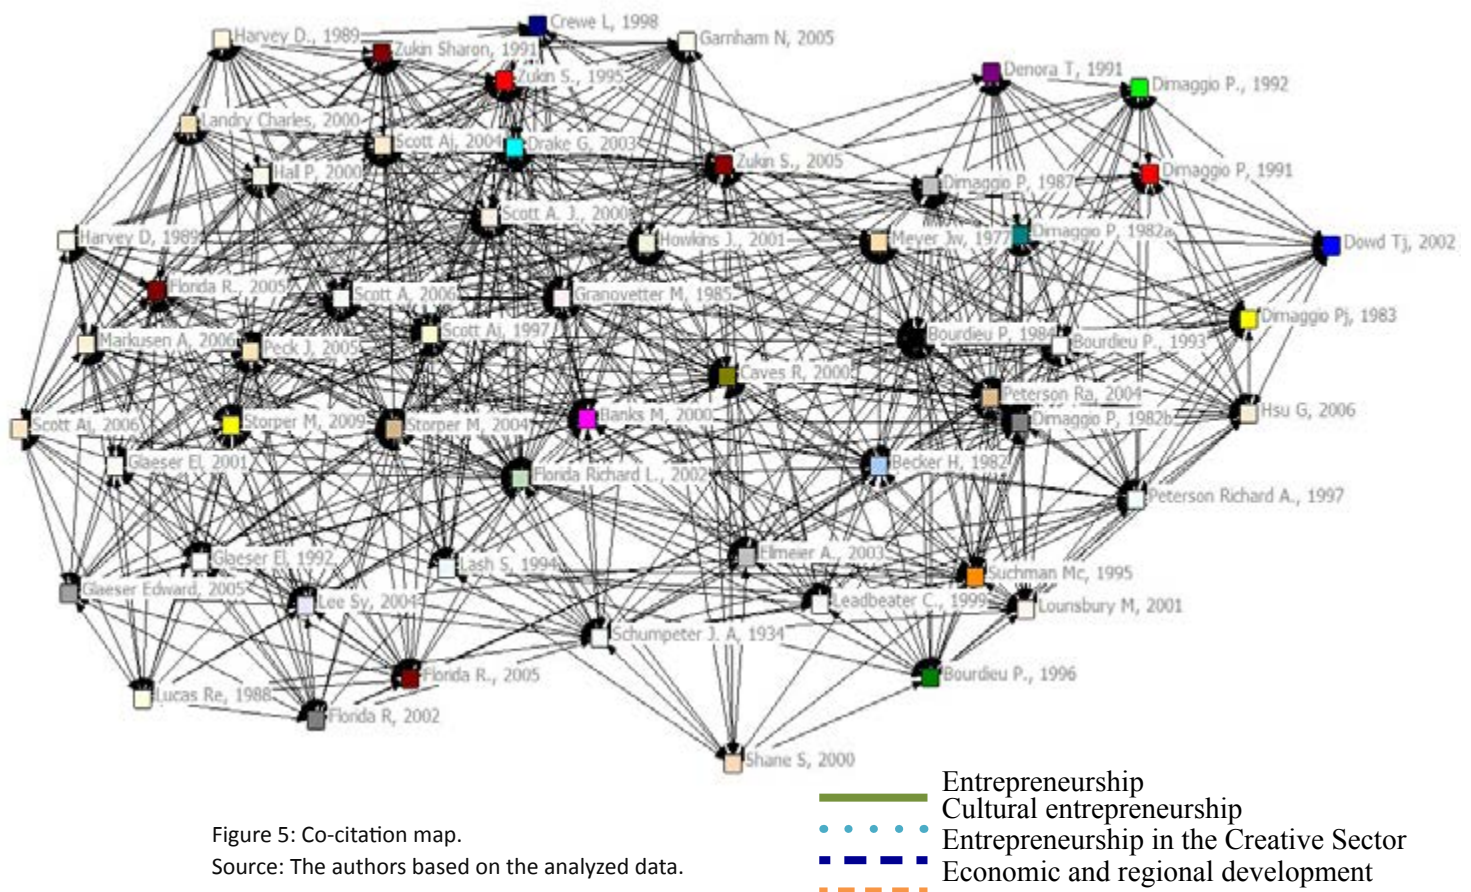 Crewe L, 1998
Harvey D., 1989
Garnham N, 2005
Zukin Sharon, 1991
Denora T, 1991
Zukin S., 1995
Dimaggio P., 1992
Landry Charles, 2000
Scott Aj, 2004
Drake G, 2003
Zukin S., 2005
Dimaggio P, 1991
Hall P, 2000
Dimaggio P, 1987
Scott A. J., 2000
Dimaggio P, 1982a
Harvey D, 1989
Howkins J., 2001
Meyer Jw, 1977
Dowd Tj, 2002
Florida R., 2005
Scott A, 2006
Granovetter M, 1985
Dimaggio Pj, 1983
Scott Aj, 1997
Bourdieu P, 1984
Markusen A, 2006
Peck J, 2005
Bourdieu P., 1993
Caves R, 2000
Peterson Ra, 2004
Hsu G, 2006
Banks M, 2000
Scott Aj, 2006
Storper M, 2009
Storper M, 2004
Dimaggio P, 1982b
Glaeser El, 2001
Becker H, 1982
Florida Richard L., 2002
Peterson Richard A., 1997
Glaeser El, 1992
Ellmeier A., 2003
Lash S, 1994
Suchman Mc, 1995
Glaeser Edward, 2005
Lee Sy, 2004
Leadbeater C., 1999
Lounsbury M, 2001
Schumpeter J. A, 1934
Florida R., 2005
Bourdieu P., 1996
Lucas Re, 1988
Florida R, 2002
Shane S, 2000
Entrepreneurship
Cultural entrepreneurship
Entrepreneurship in the Creative Sector
Economic and regional development
Figure 5: Co-citation map.
Source: The authors based on the analyzed data.